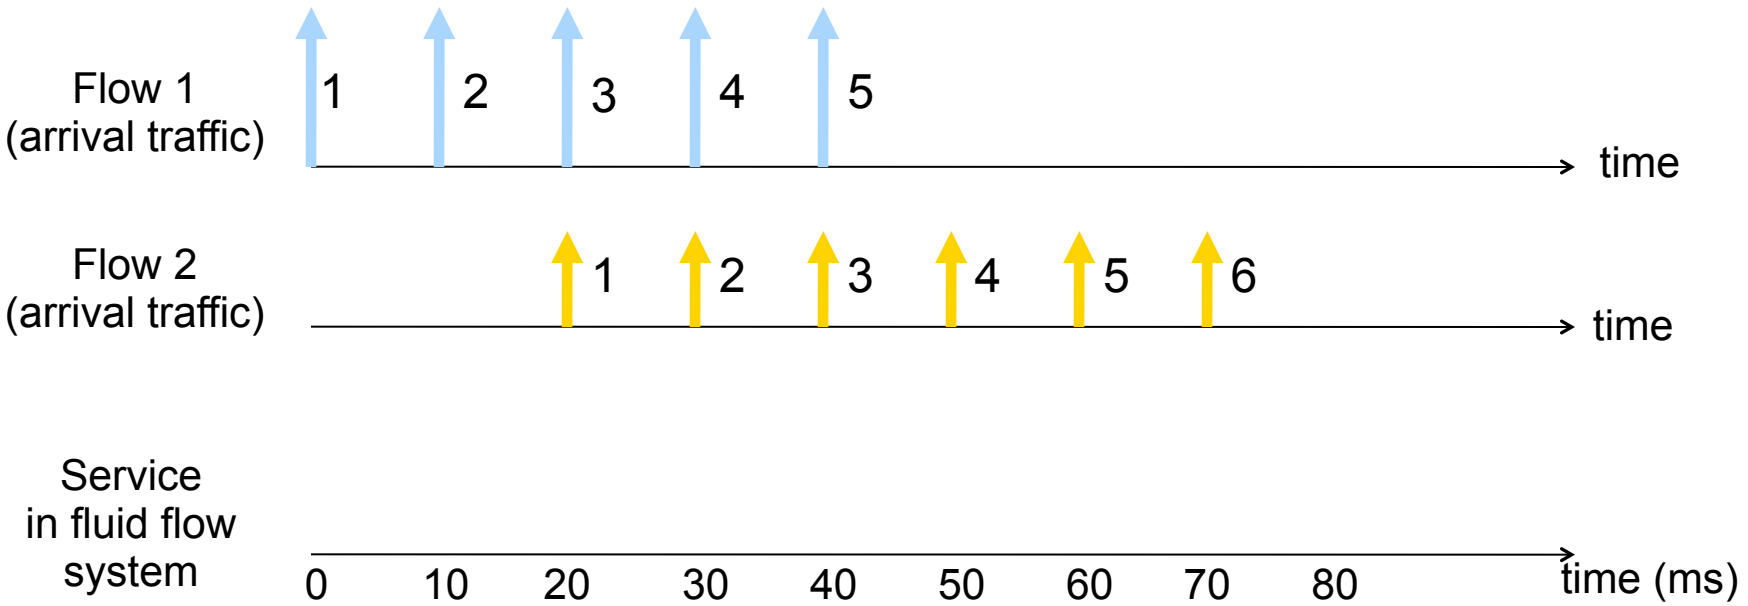 Flow 1
(arrival traffic)
1 2 3 4 5
time
Flow 2
(arrival traffic)
1 2 3 4 5 6
time
Service
in fluid flow
system
0 10 20 30 40 50 60 70 80
time (ms)